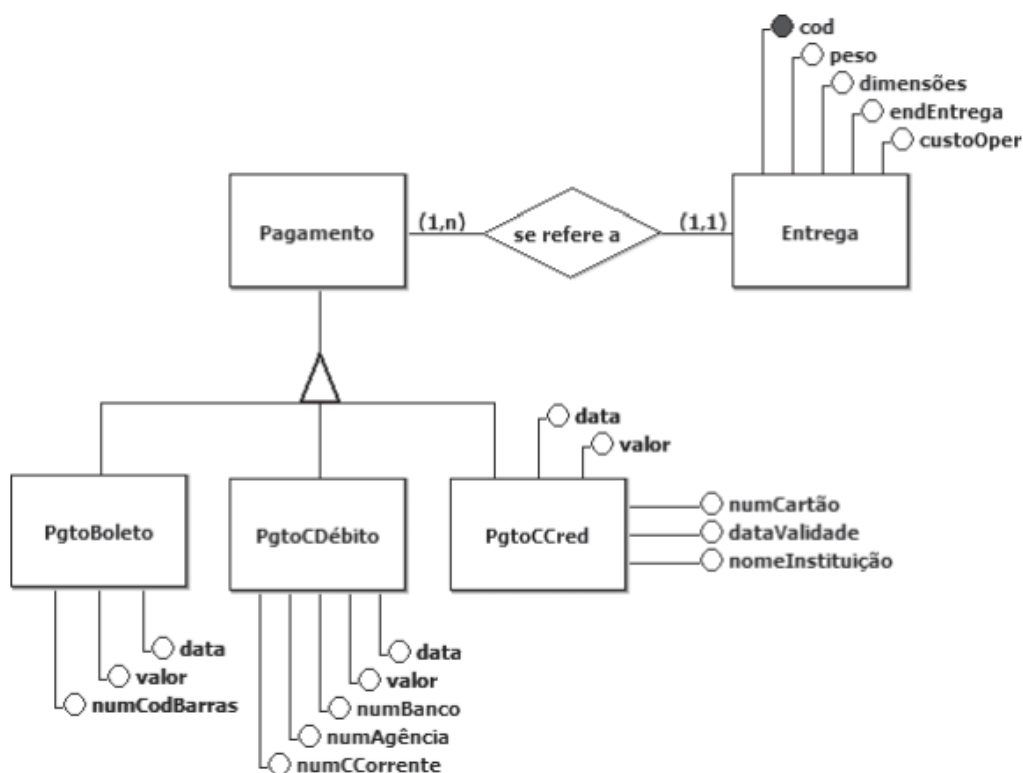 cod
peso
dimensões
endEntrega
custoOper
Pagamento
(1,n)
se refere a
(1,1)
Entrega
data
valor
PgtoBoleto
PgtoCDébito
PgtoCCred
numCartão
dataValidade
nomeInstituição
data
valor
numCodBarras
data
valor
numBanco
numAgência
numCCorrente